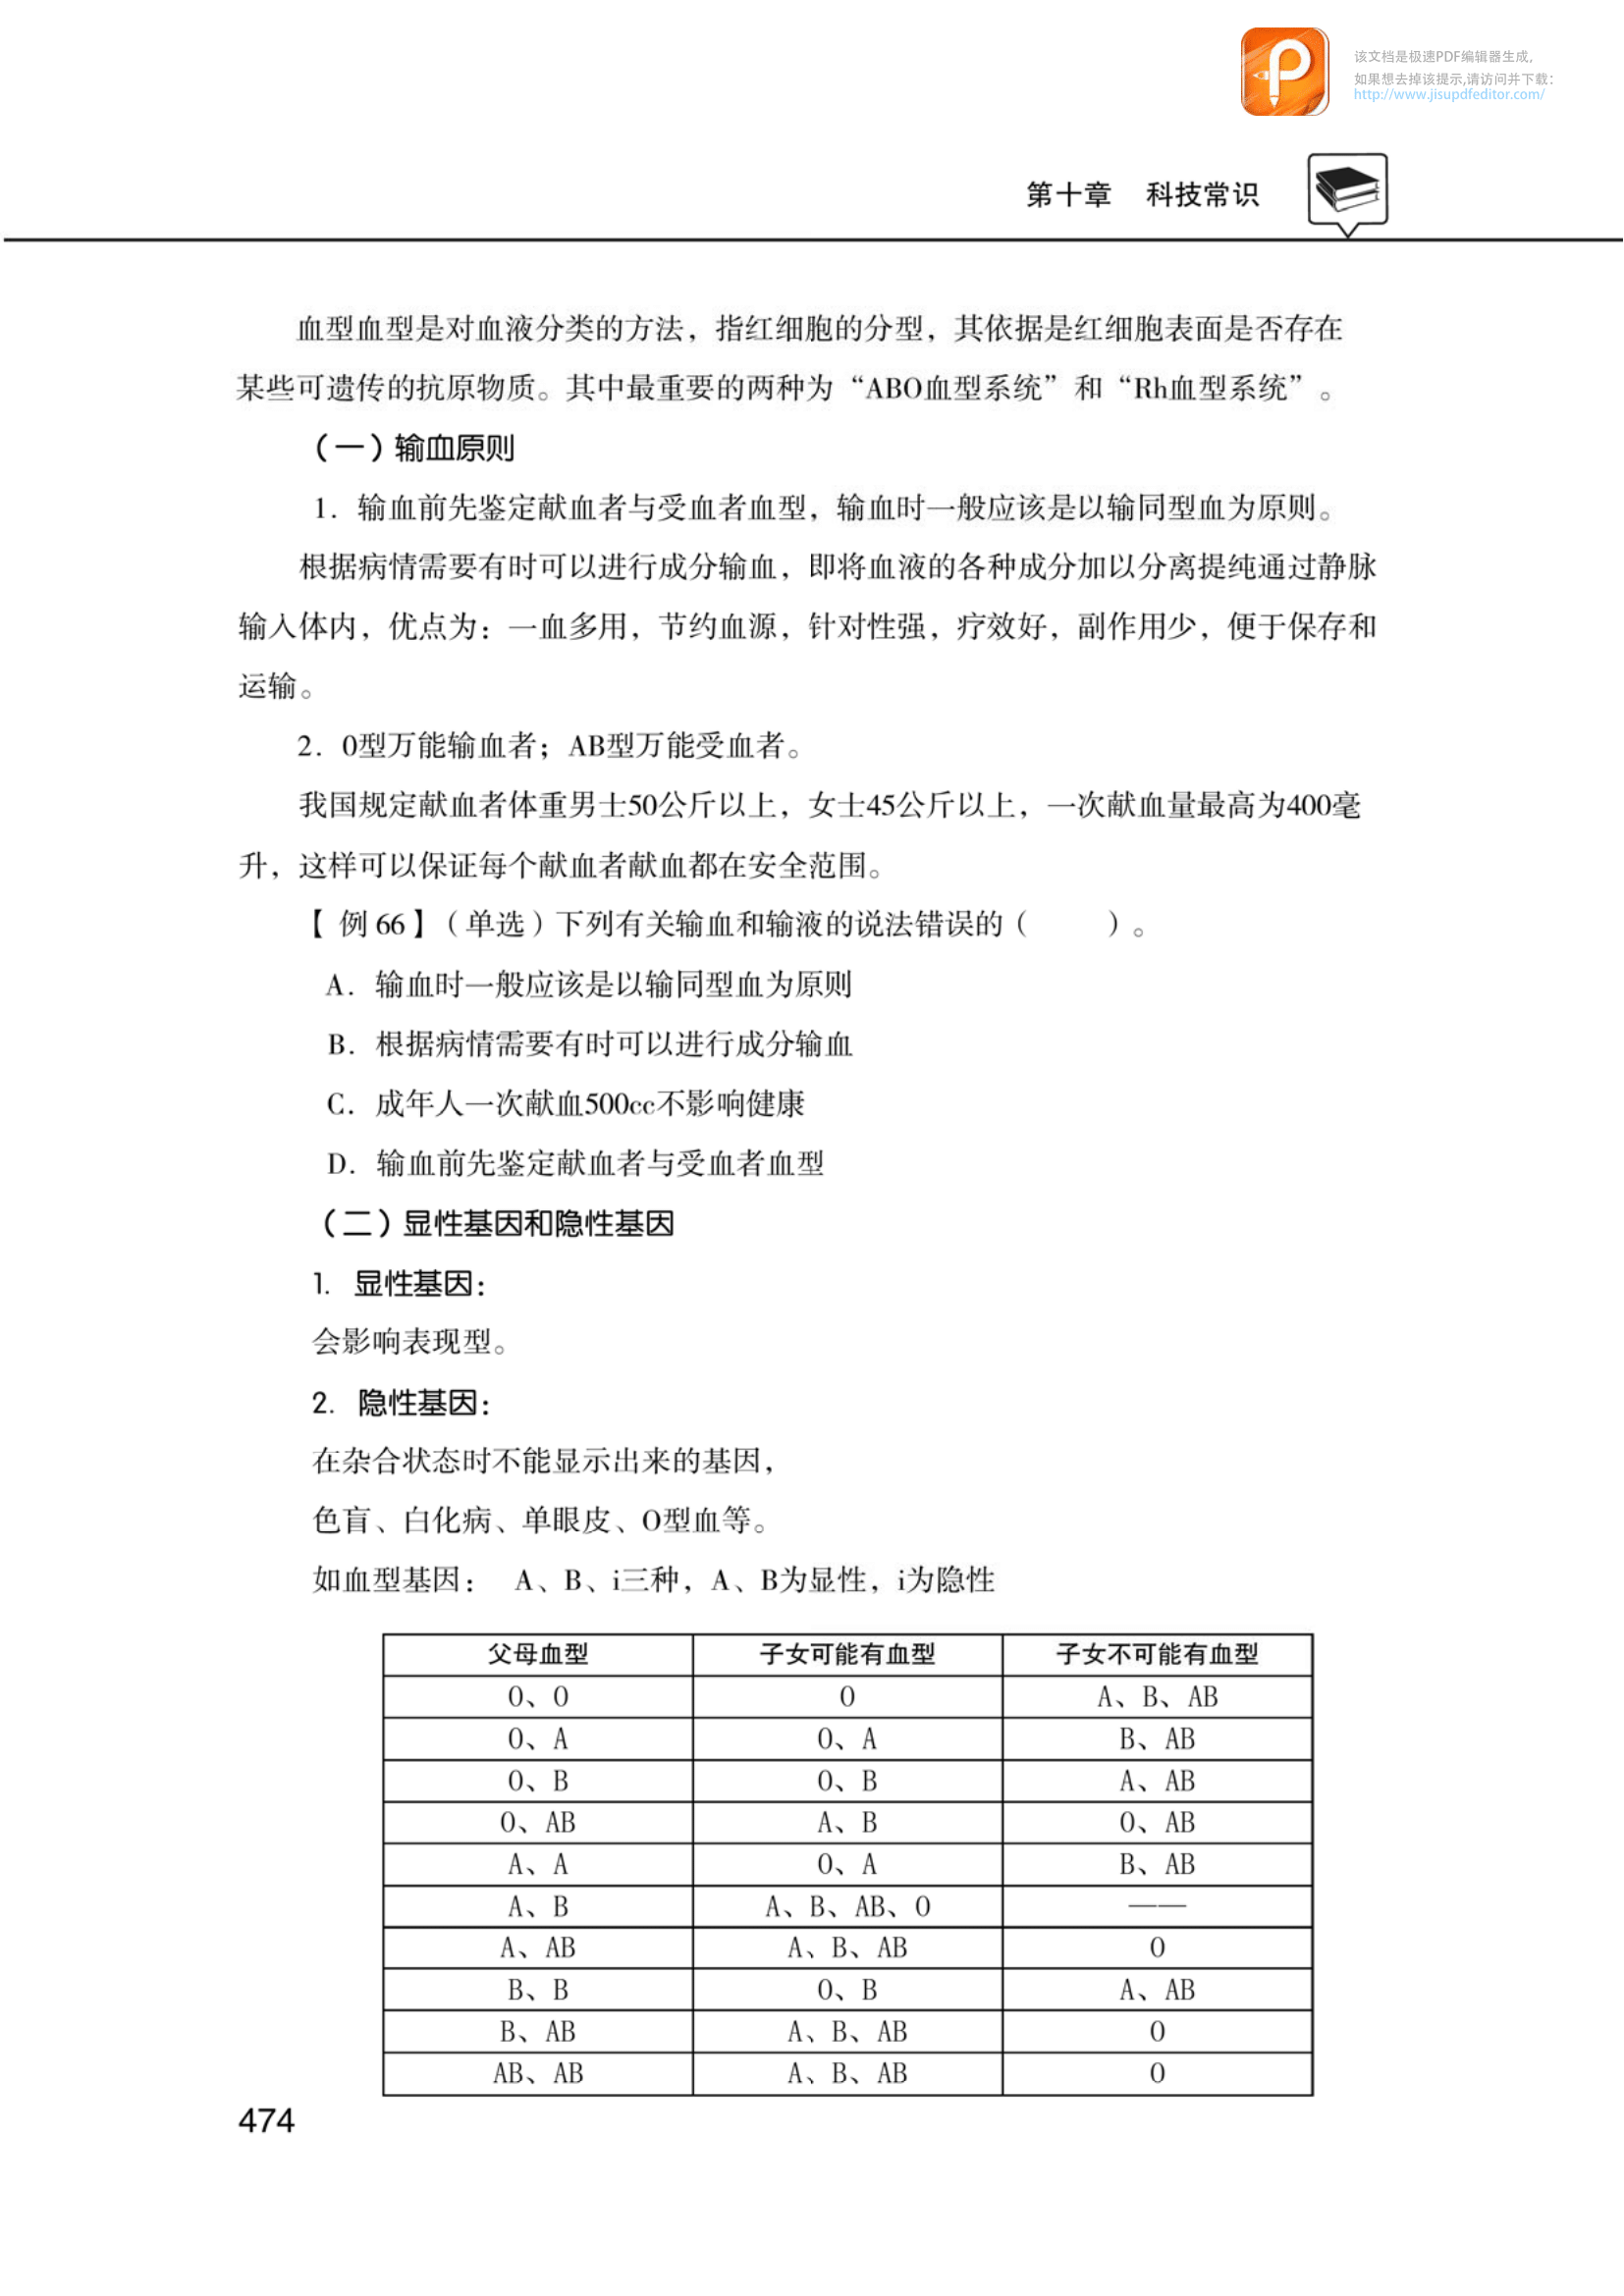 该文档是极速PDF编辑器生成,
如果想去掉该提示,请访问并下载:
http://www.jisupdfeditor.com/
第十章 科技常识
血型血型是对血液分类的方法，指红细胞的分型，其依据是红细胞表面是否存在
某些可遗传的抗原物质。其中最重要的两种为“ABO血型系统”和“Rh血型系统”。
（一）输血原则
1．输血前先鉴定献血者与受血者血型，输血时一般应该是以输同型血为原则。
根据病情需要有时可以进行成分输血，即将血液的各种成分加以分离提纯通过静脉
输入体内，优点为：一血多用，节约血源，针对性强，疗效好，副作用少，便于保存和
运输。
2．O型万能输血者；AB型万能受血者。
我国规定献血者体重男士50公斤以上，女士45公斤以上，一次献血量最高为400毫
升，这样可以保证每个献血者献血都在安全范围。
【 例 66 】（单选）下列有关输血和输液的说法错误的（ ）。
A．输血时一般应该是以输同型血为原则
B．根据病情需要有时可以进行成分输血
C．成年人一次献血500cc不影响健康
D．输血前先鉴定献血者与受血者血型
（二）显性基因和隐性基因
1. 显性基因：
会影响表现型。
2. 隐性基因：
在杂合状态时不能显示出来的基因，
色盲、白化病、单眼皮、O型血等。
如血型基因： A、B、i三种，A、B为显性，i为隐性
父母血型 子女可能有血型 子女不可能有血型
O、O O A、B、AB
O、A O、A B、AB
O、B O、B A、AB
O、AB A、B O、AB
A、A O、A B、AB
A、B A、B、AB、O ——
A、AB A、B、AB O
B、B O、B A、AB
B、AB A、B、AB O
AB、AB A、B、AB O
474